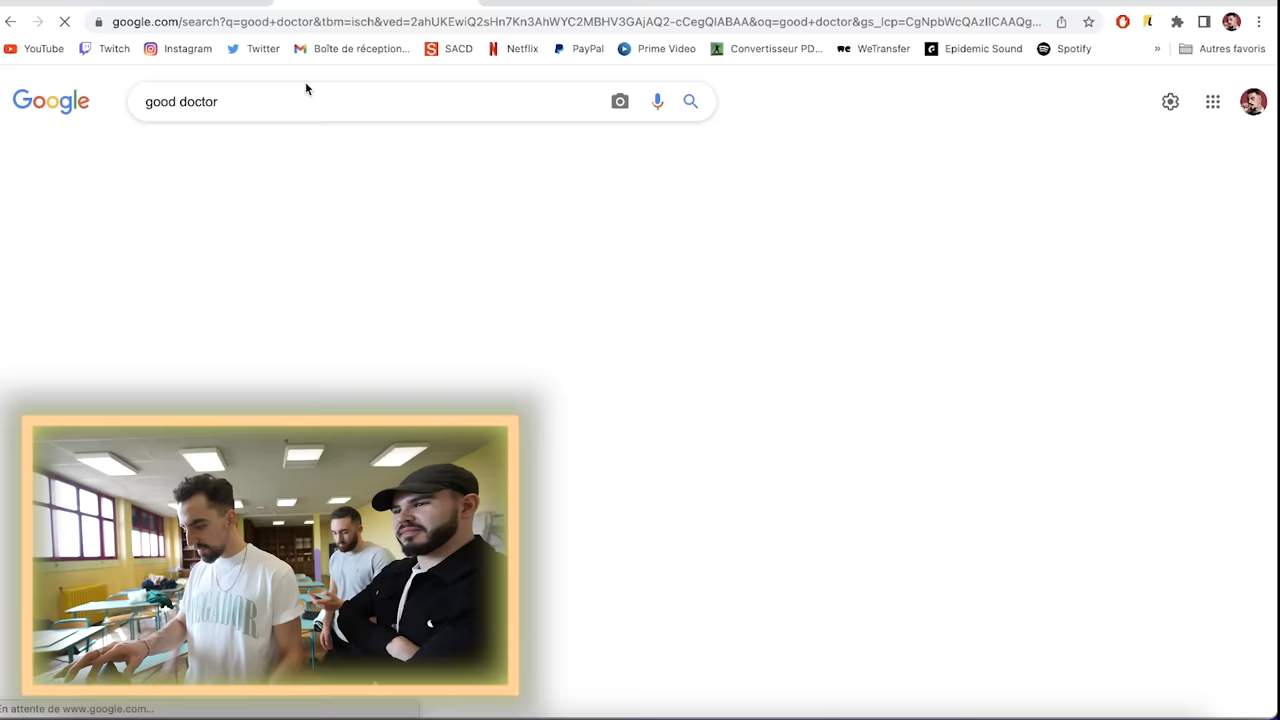 google.com/search?q=good+doctor&tbm=isch&ved=2ahUKEwiQ2sHn7Kn3AhWYC2MBHV3GAjAQ2-cCegQIABAA&oq=good+doctor&gs_lcp=CgNpbWcQAzIICAAQg...
YouTube Twitch Instagram Twitter Boîte de réception... SACD Netflix PayPal Prime Video Convertisseur PD... WeTransfer Epidemic Sound Spotify » Autres favoris
Google good doctor
En attente de www.google.com...